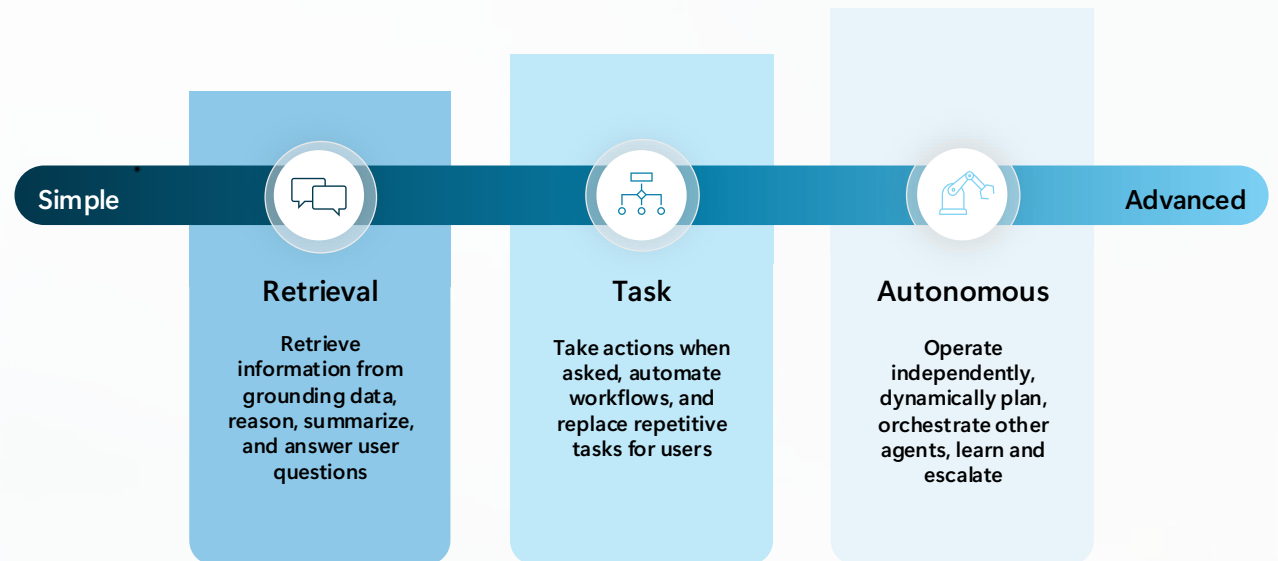 Simple
Advanced
Retrieval
Retrieve
information from
grounding data,
reason, summarize,
and answer user
questions
Task
Take actions when
asked, automate
workflows, and
replace repetitive
tasks for users
Autonomous
Operate
independently,
dynamically plan,
orchestrate other
agents, learn and
escalate